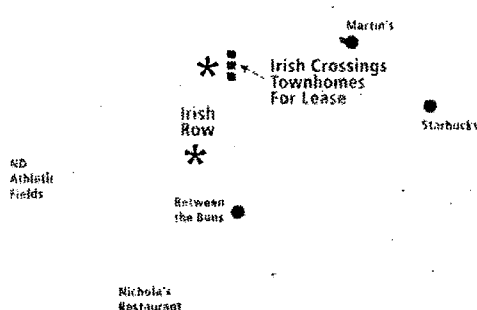 Martin's
Irish Crossings
Townhomes
For Lease
Starbucks
Irish
Row
ND
Athletic
Fields
Between
the Buns
Nichola's
Restaurant